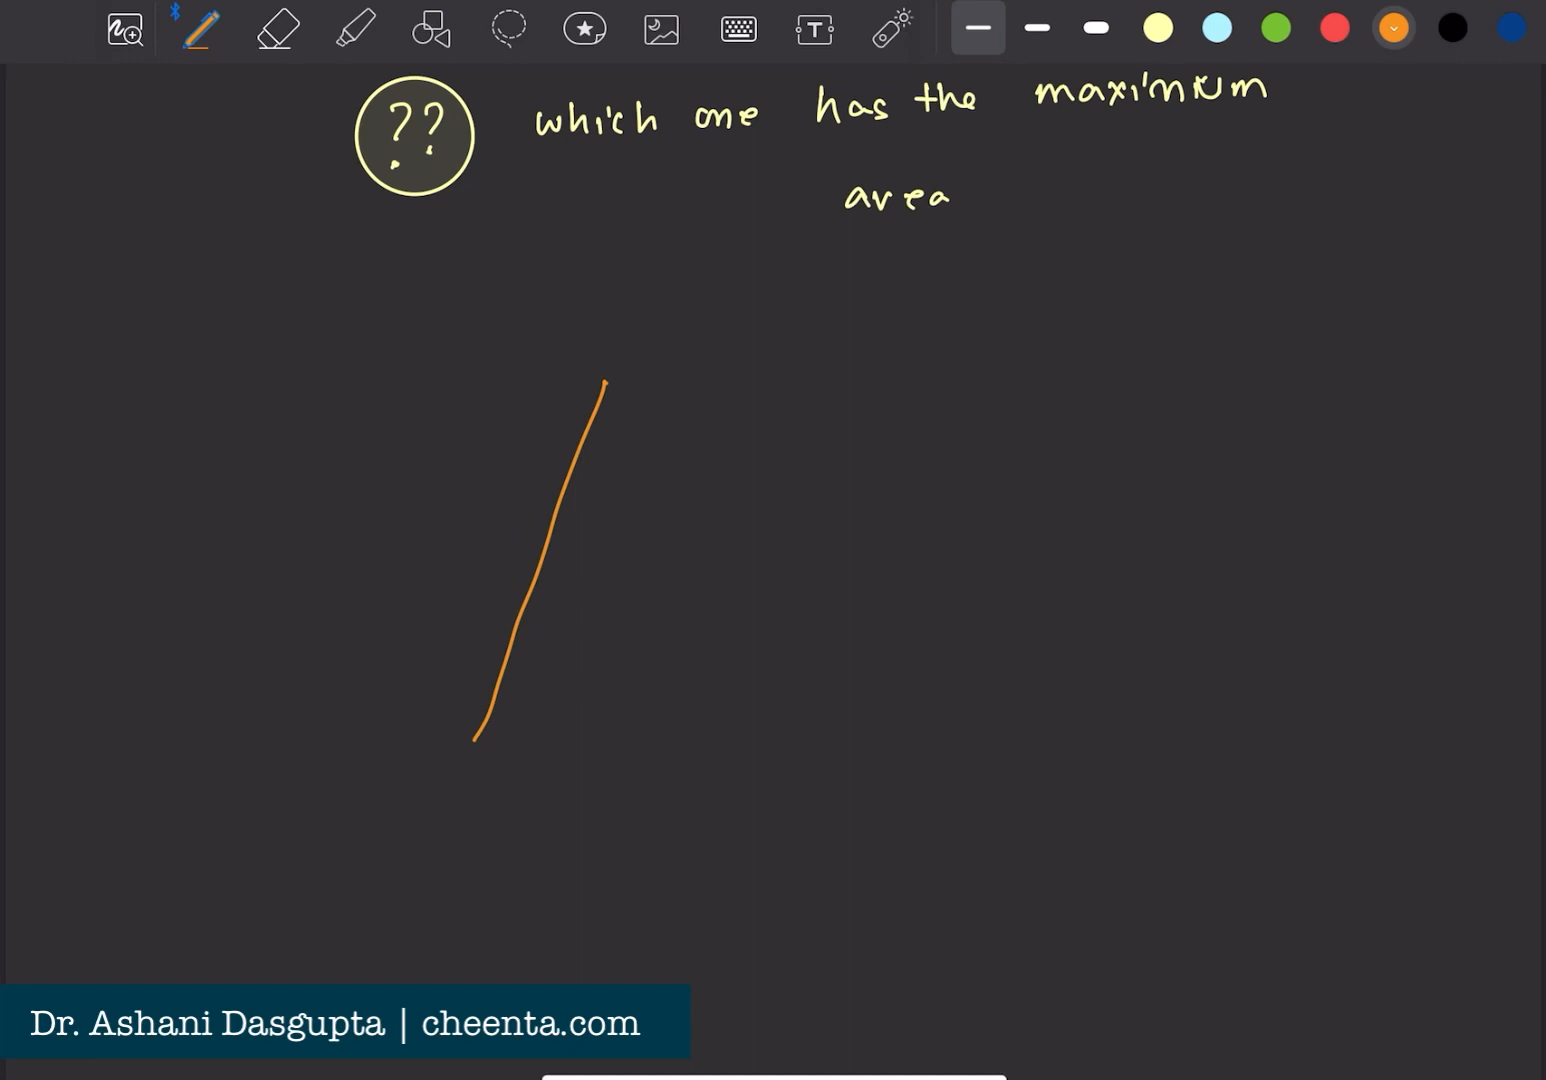 ?? which one has the maximum
area
Dr. Ashani Dasgupta | cheenta.com